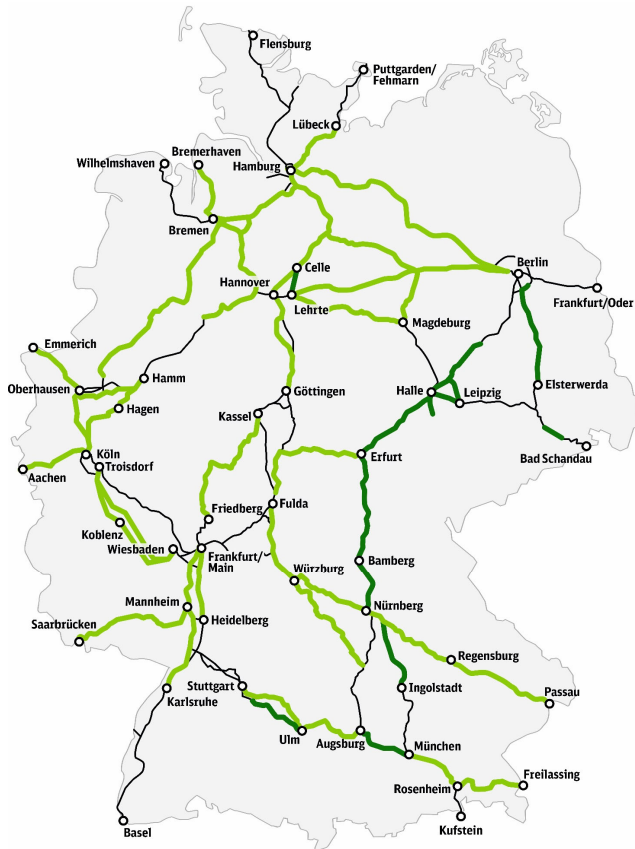 Flensburg
Puttgarden/
Fehmarn
Lübeck
Bremerhaven
Wilhelmshaven
Hamburg
Bremen
Celle
Berlin
Hannover
Lehrte
Frankfurt/Oder
Magdeburg
Emmerich
Hamm
Oberhausen
Göttingen
Halle
Leipzig
Elsterwerda
Hagen
Kassel
Köln
Troisdorf
Erfurt
Bad Schandau
Aachen
Friedberg
Fulda
Koblenz
Wiesbaden
Frankfurt/
Main
Würzburg
Bamberg
Mannheim
Nürnberg
Saarbrücken
Heidelberg
Regensburg
Stuttgart
Ingolstadt
Passau
Karlsruhe
Ulm
Augsburg
München
Freilassing
Rosenheim
Basel
Kufstein